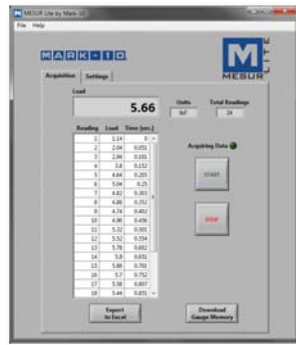 MESUR Lite by Mark-10
File Help
MARK-10
M
LITE
MESUR
Acquisition Settings
Load
5.66
Units
lbF
Total Readings
24
Reading Load Time [sec.]
1 1.14 0
2 2.04 0.051
3 2.94 0.101
4 3.8 0.152
5 4.64 0.203
6 5.04 0.25
7 4.82 0.303
8 4.88 0.352
9 4.74 0.402
10 4.86 0.456
11 5.32 0.501
12 5.52 0.554
13 5.78 0.602
14 5.8 0.651
15 5.86 0.701
16 5.7 0.752
17 5.58 0.807
18 5.44 0.851
Acquiring Data
START
STOP
Export
to Excel
Download
Gauge Memory